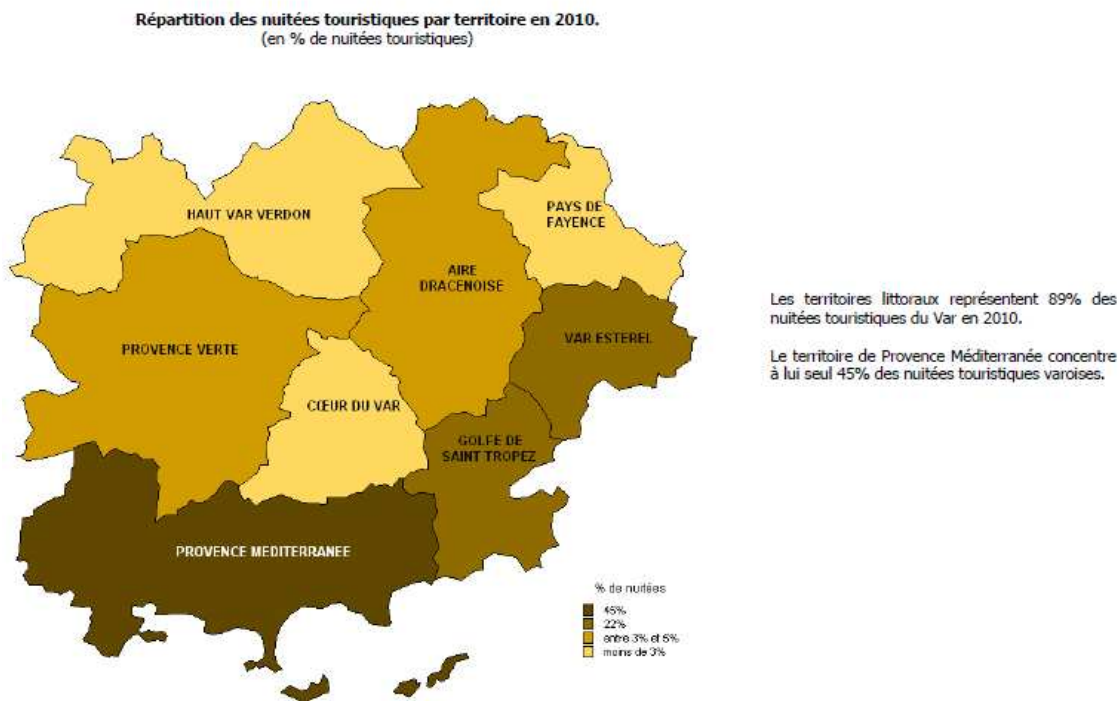 Répartition des nuitées touristiques par territoire en 2010.
(en % de nuitées touristiques)
HAUT VAR VERDON
PAYS DE
FAYENCE
AIRE
DRACENOISE
PROVENCE VERTE
VAR ESTEREL
CŒUR DU VAR
GOLFE DE
SAINT TROPEZ
PROVENCE MEDITERRANEE
Les territoires littoraux représentent 89% des
nuitées touristiques du Var en 2010.
Le territoire de Provence Méditerranée concentre
à lui seul 45% des nuitées touristiques varoises.
% de nuitées
45%
22%
entre 3% et 5%
moins de 3%